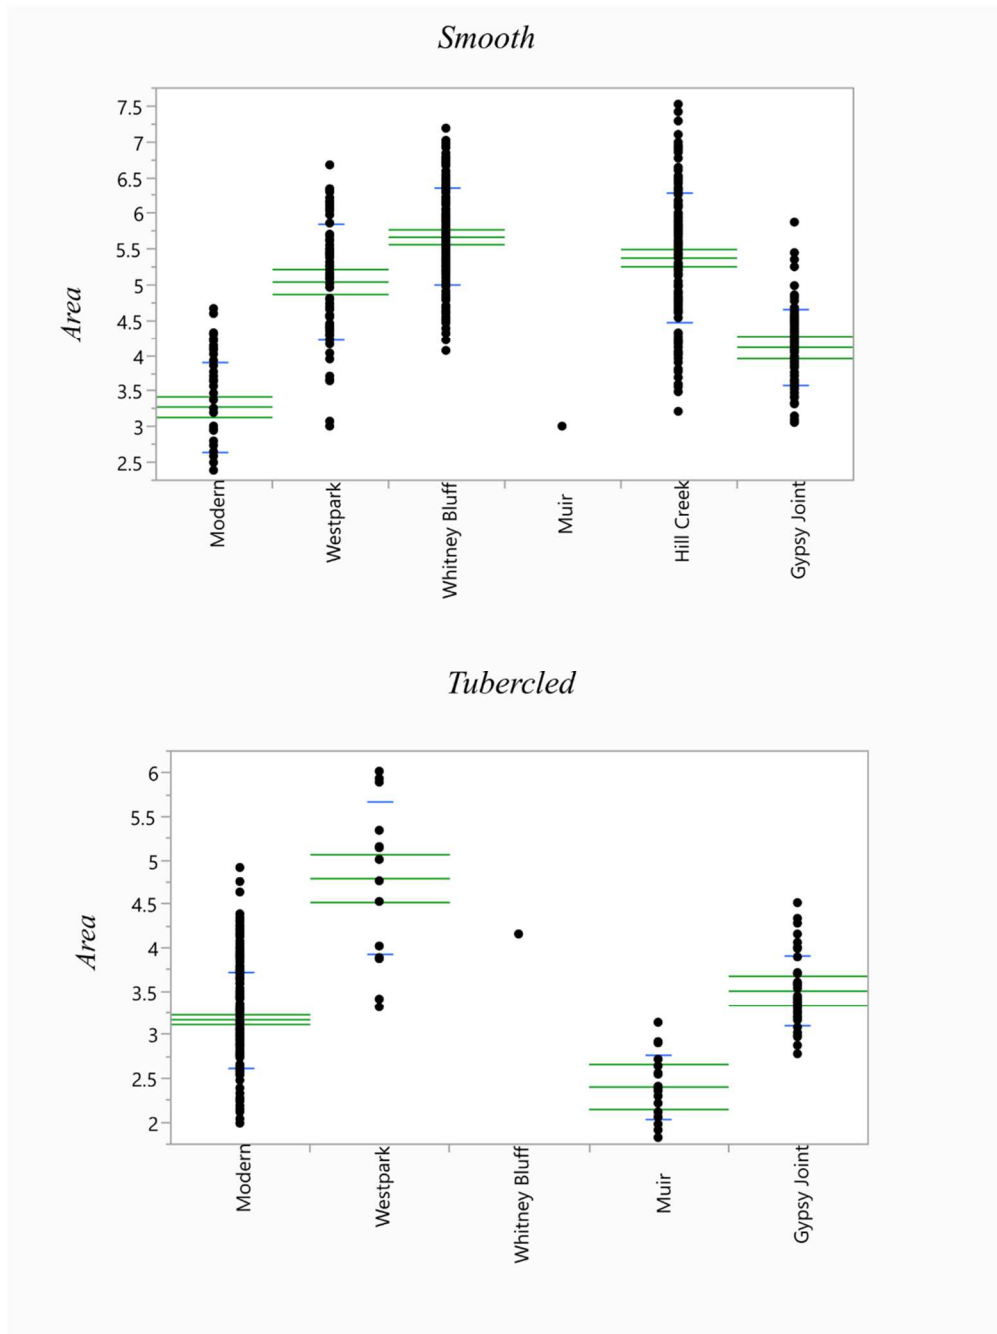 Smooth
7.5
7
6.5
6
5.5
5
4.5
4
3.5
3
2.5
Area
Modern
Westpark
Whitney Bluff
Muir
Hill Creek
Gypsy Joint
Tubercled
6
5.5
5
4.5
4
3.5
3
2.5
2
Area
Modern
Westpark
Whitney Bluff
Muir
Gypsy Joint